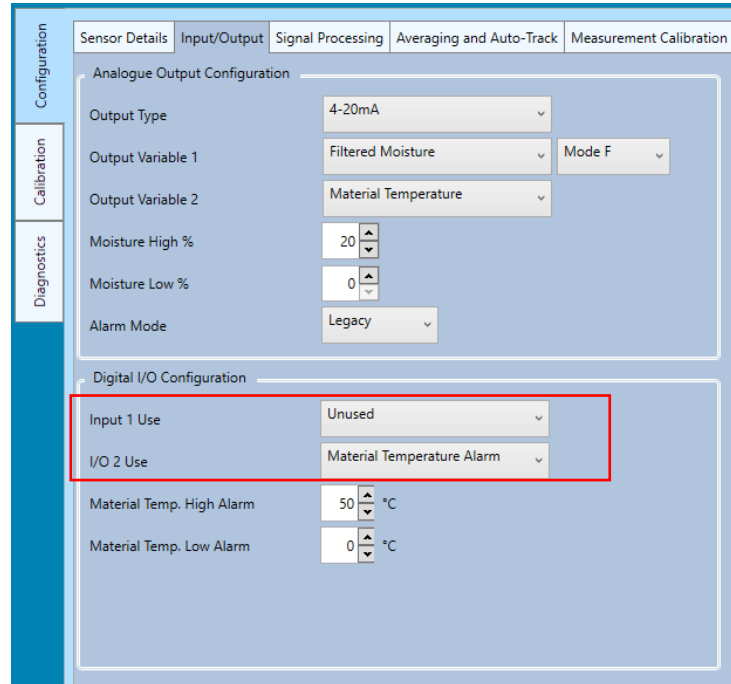 Configuration
Calibration
Diagnostics
Sensor Details Input/Output Signal Processing Averaging and Auto-Track Measurement Calibration
Analogue Output Configuration
Output Type 4-20mA
Output Variable 1 Filtered Moisture Mode F
Output Variable 2 Material Temperature
Moisture High % 20
Moisture Low % 0
Alarm Mode Legacy
Digital I/O Configuration
Input 1 Use Unused
I/O 2 Use Material Temperature Alarm
Material Temp. High Alarm 50 °C
Material Temp. Low Alarm 0 °C